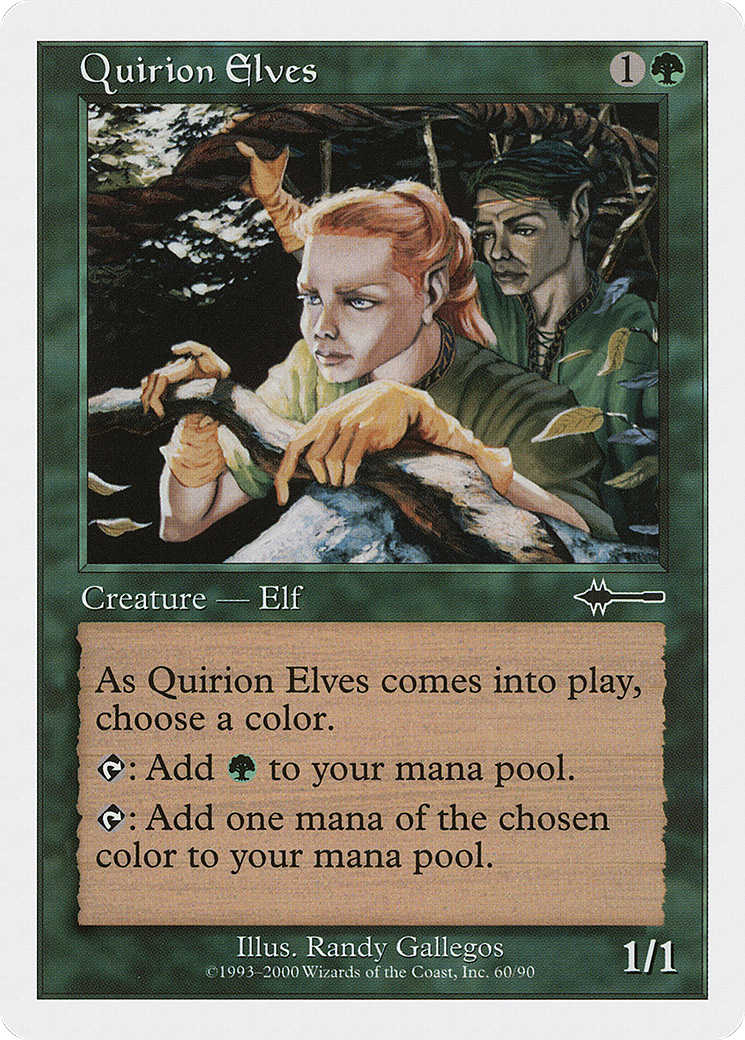 Quirion Elves 1
Creature — Elf
As Quirion Elves comes into play,
choose a color.
: Add to your mana pool.
: Add one mana of the chosen
color to your mana pool.
Illus. Randy Gallegos
©1993–2000 Wizards of the Coast, Inc. 60/90
1/1